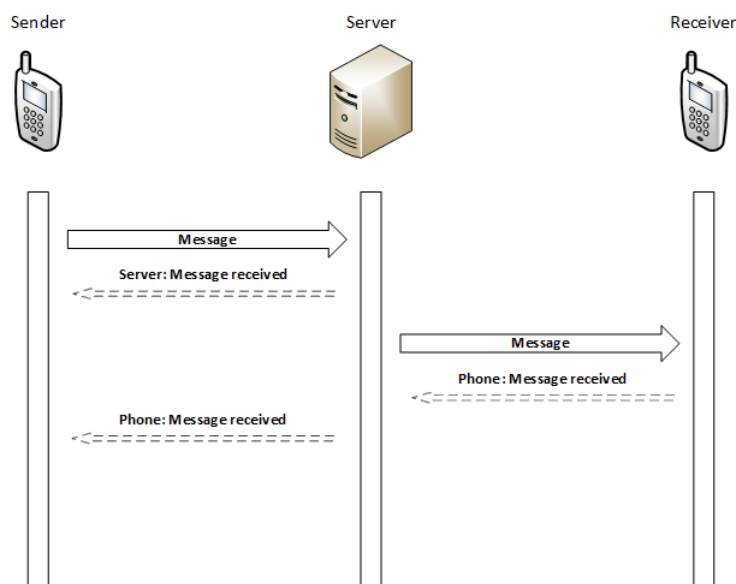 Sender
Server
Receiver
Message
Server: Message received
Message
Phone: Message received
Phone: Message received